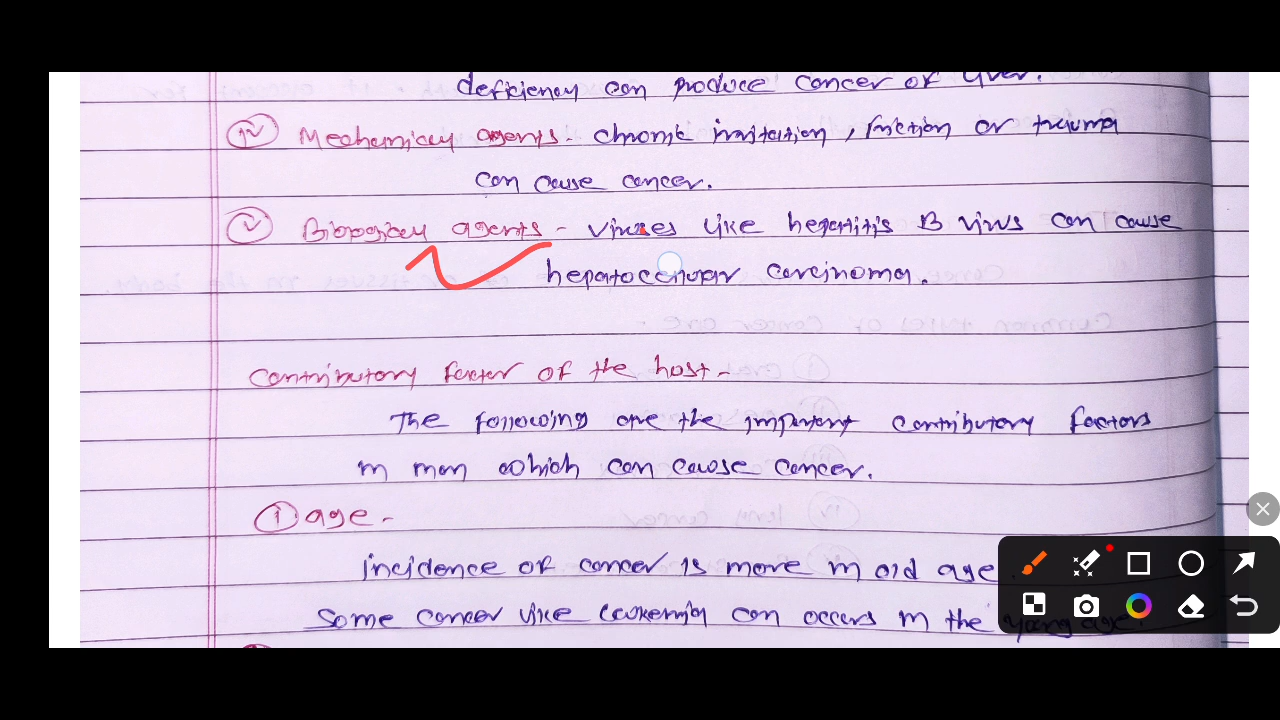 deficiency can produce cancer of liver.
(iv) Mechanical agents - chronic irritation, friction or trauma
can cause cancer.
(v) Biological agents - viruses like hepatitis B virus can cause
hepatocellular carcinoma.
Contributory factor of the host -
The following are the important contributory factors
in man which can cause cancer.
(1) age -
incidence of cancer is more in old age
Some cancer like leukemia can occurs in the young age.